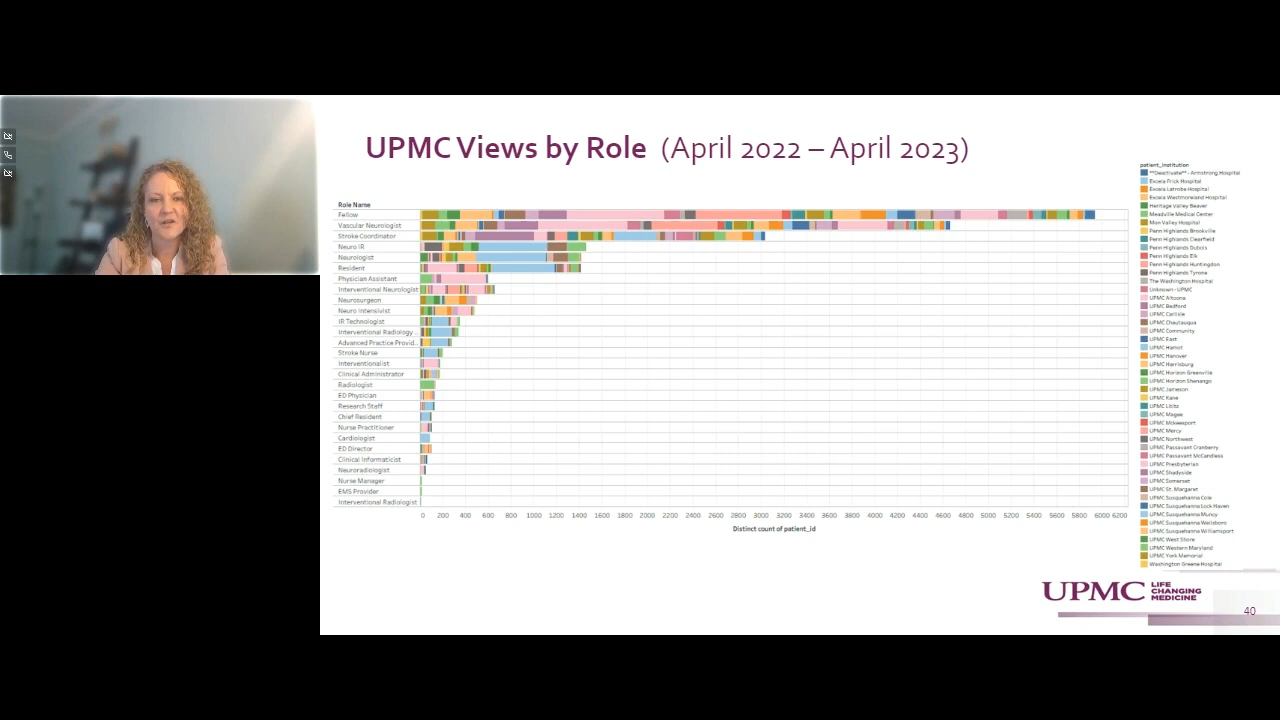 UPMC Views by Role (April 2022 – April 2023)
Role Name
Fellow
Vascular Neurologist
Stroke Coordinator
Neuro IR
Neurologist
Resident
Physician Assistant
Interventional Neurologist
Neurosurgeon
Neuro Intensivist
IR Technologist
Interventional Radiology ..
Advanced Practice Provid..
Stroke Nurse
Interventionalist
Clinical Administrator
Radiologist
ED Physician
Research Staff
Chief Resident
Nurse Practitioner
Cardiologist
ED Director
Clinical Informaticist
Neuroradiologist
Nurse Manager
EMS Provider
Interventional Radiologist
0 200 400 600 800 1000 1200 1400 1600 1800 2000 2200 2400 2600 2800 3000 3200 3400 3600 3800 4000 4200 4400 4600 4800 5000 5200 5400 5600 5800 6000 6200
Distinct count of patient_id
patient_institution
**Deactivate** - Armstrong Hospital
Excela Frick Hospital
Excela Latrobe Hospital
Excela Westmoreland Hospital
Heritage Valley Beaver
Meadville Medical Center
Mon Valley Hospital
Penn Highlands Brookville
Penn Highlands Clearfield
Penn Highlands Dubois
Penn Highlands Elk
Penn Highlands Huntingdon
Penn Highlands Tyrone
The Washington Hospital
Unknown - UPMC
UPMC Altoona
UPMC Bedford
UPMC Carlisle
UPMC Chautauqua
UPMC Community
UPMC East
UPMC Hamot
UPMC Hanover
UPMC Harrisburg
UPMC Horizon Greenville
UPMC Horizon Shenango
UPMC Jameson
UPMC Kane
UPMC Lititz
UPMC Magee
UPMC Mckeesport
UPMC Mercy
UPMC Northwest
UPMC Passavant Cranberry
UPMC Passavant McCandless
UPMC Presbyterian
UPMC Shadyside
UPMC Somerset
UPMC St. Margaret
UPMC Susquehanna Cole
UPMC Susquehanna Lock Haven
UPMC Susquehanna Muncy
UPMC Susquehanna Wellsboro
UPMC Susquehanna Williamsport
UPMC West Shore
UPMC Western Maryland
UPMC York Memorial
Washington Greene Hospital
UPMC LIFE
CHANGING
MEDICINE
40